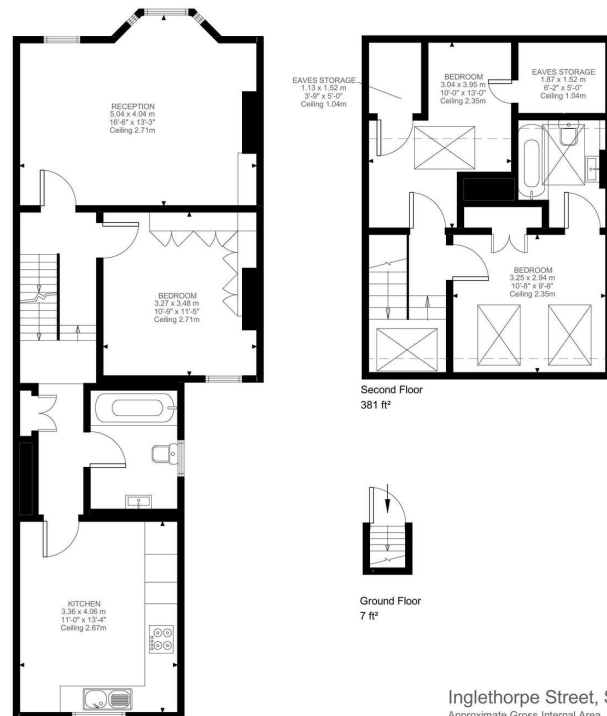 RECEPTION
5.04 x 4.04 m
16'-6" x 13'-3"
Ceiling 2.71m
BEDROOM
3.27 x 3.48 m
10'-9" x 11'-5"
Ceiling 2.71m
KITCHEN
3.36 x 4.06 m
11'-0" x 13'-4"
Ceiling 2.67m
EAVES STORAGE
1.13 x 1.52 m
3'-9" x 5'-0"
Ceiling 1.04m
BEDROOM
3.04 x 3.95 m
10'-0" x 13'-0"
Ceiling 2.35m
EAVES STORAGE
1.87 x 1.52 m
6'-2" x 5'-0"
Ceiling 1.04m
BEDROOM
3.25 x 2.94 m
10'-8" x 9'-8"
Ceiling 2.35m
Second Floor
381 ft²
Ground Floor
7 ft²
Inglethorpe Street, S
Approximate Gross Internal Area